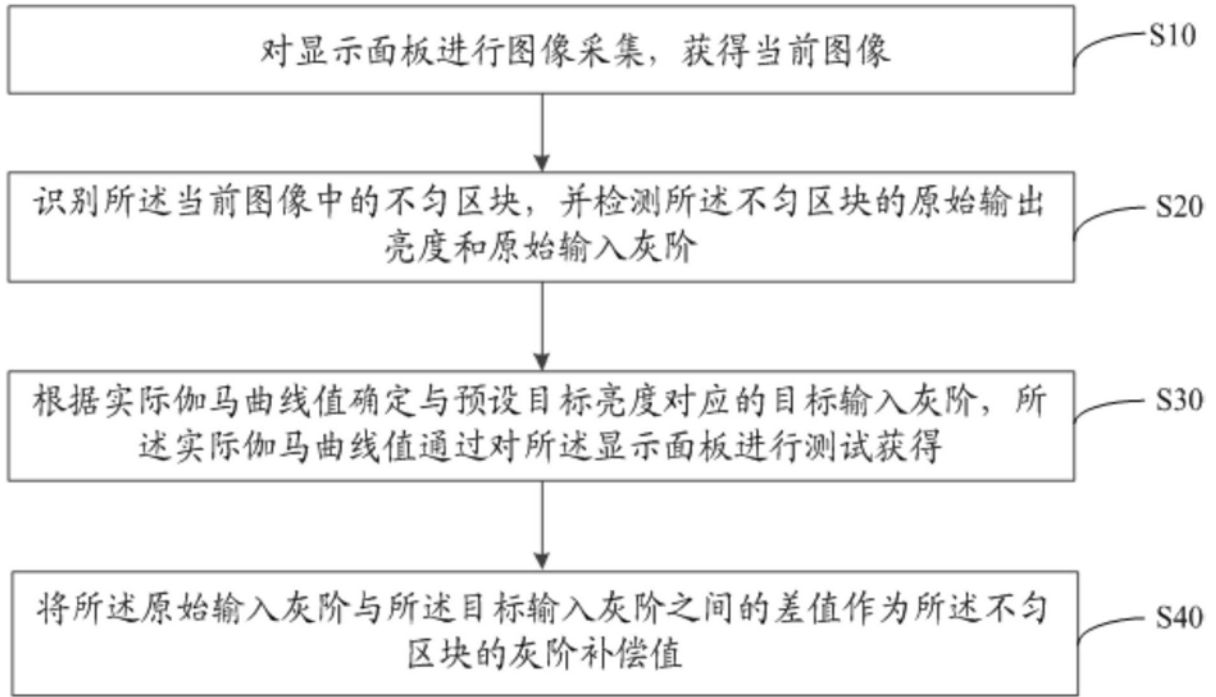 对显示面板进行图像采集，获得当前图像
S10
识别所述当前图像中的不匀区块，并检测所述不匀区块的原始输出
亮度和原始输入灰阶
S20
根据实际伽马曲线值确定与预设目标亮度对应的目标输入灰阶，所
述实际伽马曲线值通过对所述显示面板进行测试获得
S30
将所述原始输入灰阶与所述目标输入灰阶之间的差值作为所述不匀
区块的灰阶补偿值
S40